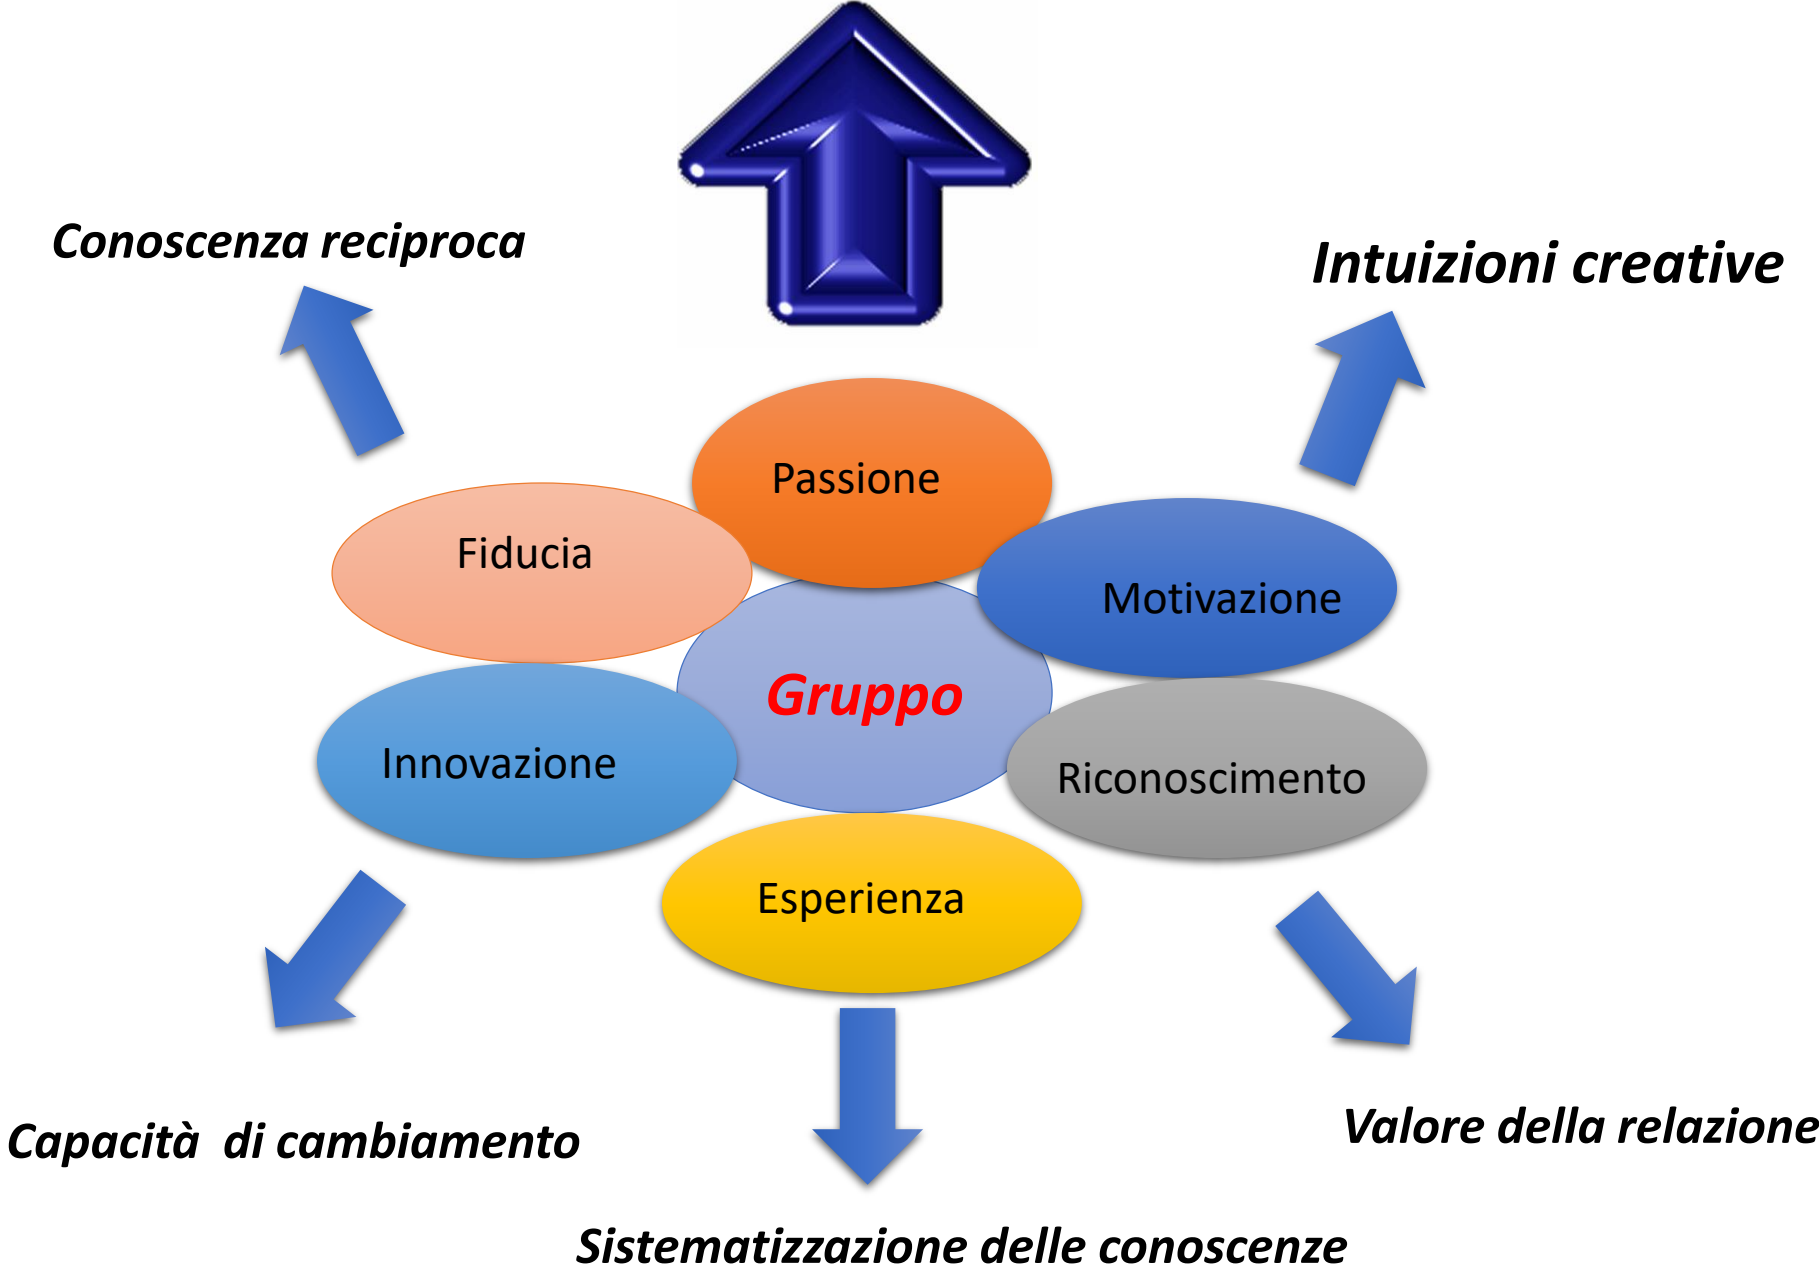 Conoscenza reciproca
Intuizioni creative
Passione
Fiducia
Motivazione
Gruppo
Innovazione
Riconoscimento
Esperienza
Capacità  di cambiamento
Valore della relazione
Sistematizzazione delle conoscenze